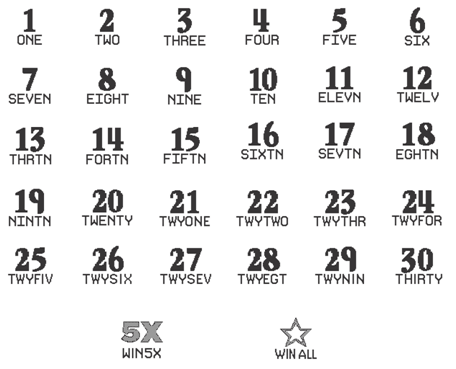 1 2 3 4 5 6
ONE TWO THREE FOUR FIVE SIX
7 8 9 10 11 12
SEVEN EIGHT NINE TEN ELEVN TWELV
13 14 15 16 17 18
THRTN FORTN FIFTN SIXTN SEVTN EGHTN
19 20 21 22 23 24
NINTN TWENTY TWYONE TWYTWO TWYTHR TWYFOR
25 26 27 28 29 30
TWYFIV TWYSIX TWYSEV TWYEGT TWYNIN THIRTY
5X
WIN5X WIN ALL